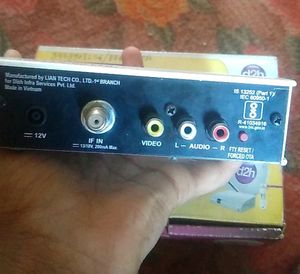 d2h
Manufactured by LIAN TECH CO., LTD.-1st BRANCH
for Dish Infra Services Pvt. Ltd.
Made in Vietnam
IS 13252 (Part 1)/
IEC 60950-1
R-41034916
www.bis.gov.in
12V
IF IN
13/18V, 200mA Max
VIDEO
L - AUDIO - R
FTY RESET /
FORCED OTA
d2h